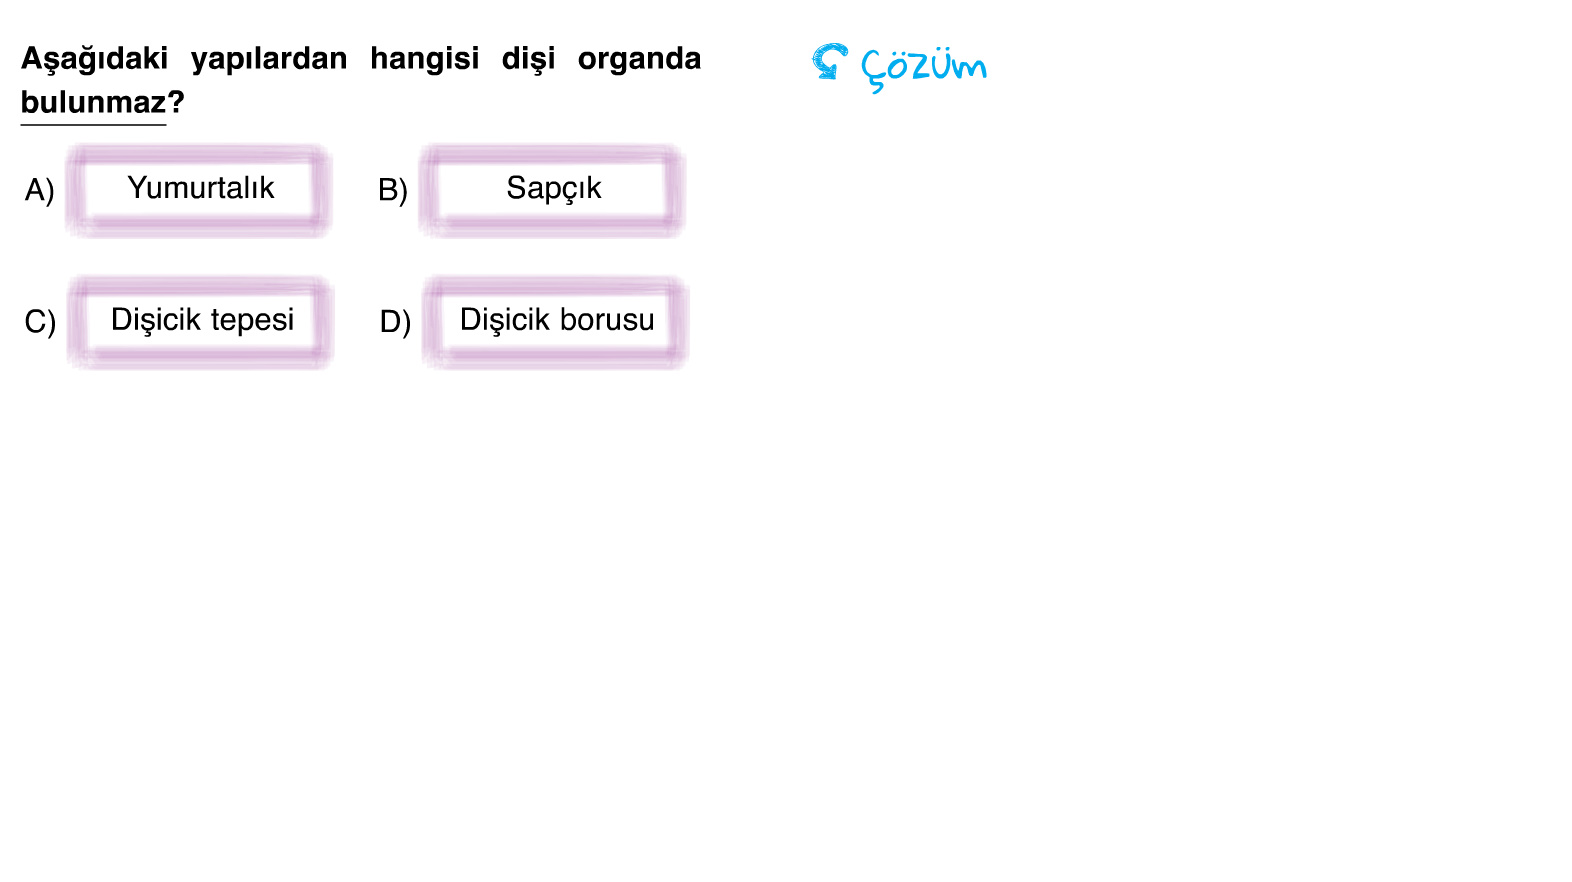 Aşağıdaki yapılardan hangisi dişi organda
bulunmaz?
A) Yumurtalık B) Sapçık
C) Dişicik tepesi D) Dişicik borusu
Çözüm